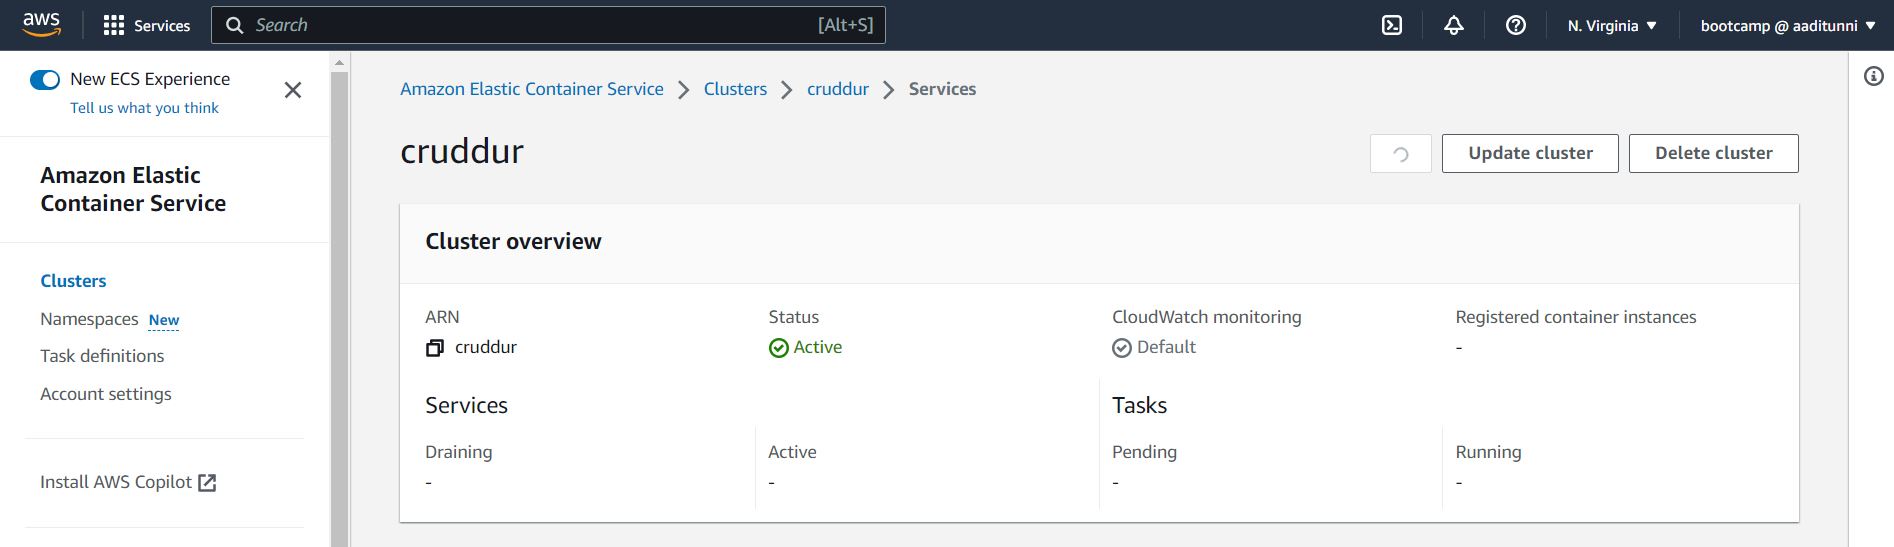 aws
Services
Search
[Alt+S]
N. Virginia
bootcamp @ aaditunni
New ECS Experience
Tell us what you think
Amazon Elastic
Container Service
Clusters
Namespaces New
Task definitions
Account settings
Install AWS Copilot
Amazon Elastic Container Service
Clusters
cruddur
Services
cruddur
Update cluster
Delete cluster
Cluster overview
ARN
cruddur
Status
Active
CloudWatch monitoring
Default
Registered container instances
-
Services
Draining
-
Active
-
Tasks
Pending
-
Running
-